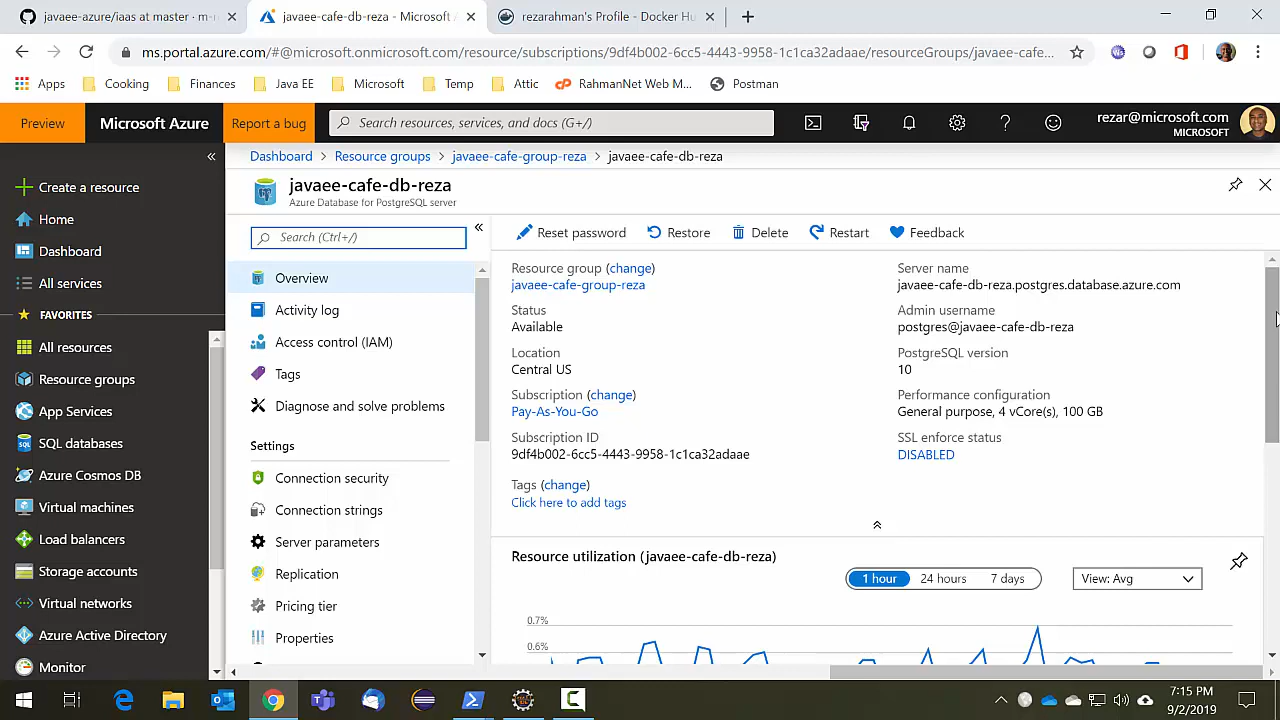 javaee-azure/iaas at master · m-r
javaee-cafe-db-reza - Microsoft
rezarahman's Profile - Docker Hu
ms.portal.azure.com/#@microsoft.onmicrosoft.com/resource/subscriptions/9df4b002-6cc5-4443-9958-1c1ca32adaae/resourceGroups/javaee-cafe...
Apps
Cooking
Finances
Java EE
Microsoft
Temp
Attic
RahmanNet Web M...
Postman
Preview
Microsoft Azure
Report a bug
Search resources, services, and docs (G+/)
rezar@microsoft.com
MICROSOFT
Create a resource
Home
Dashboard
All services
FAVORITES
All resources
Resource groups
App Services
SQL databases
Azure Cosmos DB
Virtual machines
Load balancers
Storage accounts
Virtual networks
Azure Active Directory
Monitor
Dashboard > Resource groups > javaee-cafe-group-reza > javaee-cafe-db-reza
javaee-cafe-db-reza
Azure Database for PostgreSQL server
Search (Ctrl+/)
Overview
Activity log
Access control (IAM)
Tags
Diagnose and solve problems
Settings
Connection security
Connection strings
Server parameters
Replication
Pricing tier
Properties
Reset password
Restore
Delete
Restart
Feedback
Resource group (change)
javaee-cafe-group-reza
Status
Available
Location
Central US
Subscription (change)
Pay-As-You-Go
Subscription ID
9df4b002-6cc5-4443-9958-1c1ca32adaae
Tags (change)
Click here to add tags
Server name
javaee-cafe-db-reza.postgres.database.azure.com
Admin username
postgres@javaee-cafe-db-reza
PostgreSQL version
10
Performance configuration
General purpose, 4 vCore(s), 100 GB
SSL enforce status
DISABLED
Resource utilization (javaee-cafe-db-reza)
1 hour
24 hours
7 days
View: Avg
0.7%
0.6%
7:15 PM
9/2/2019